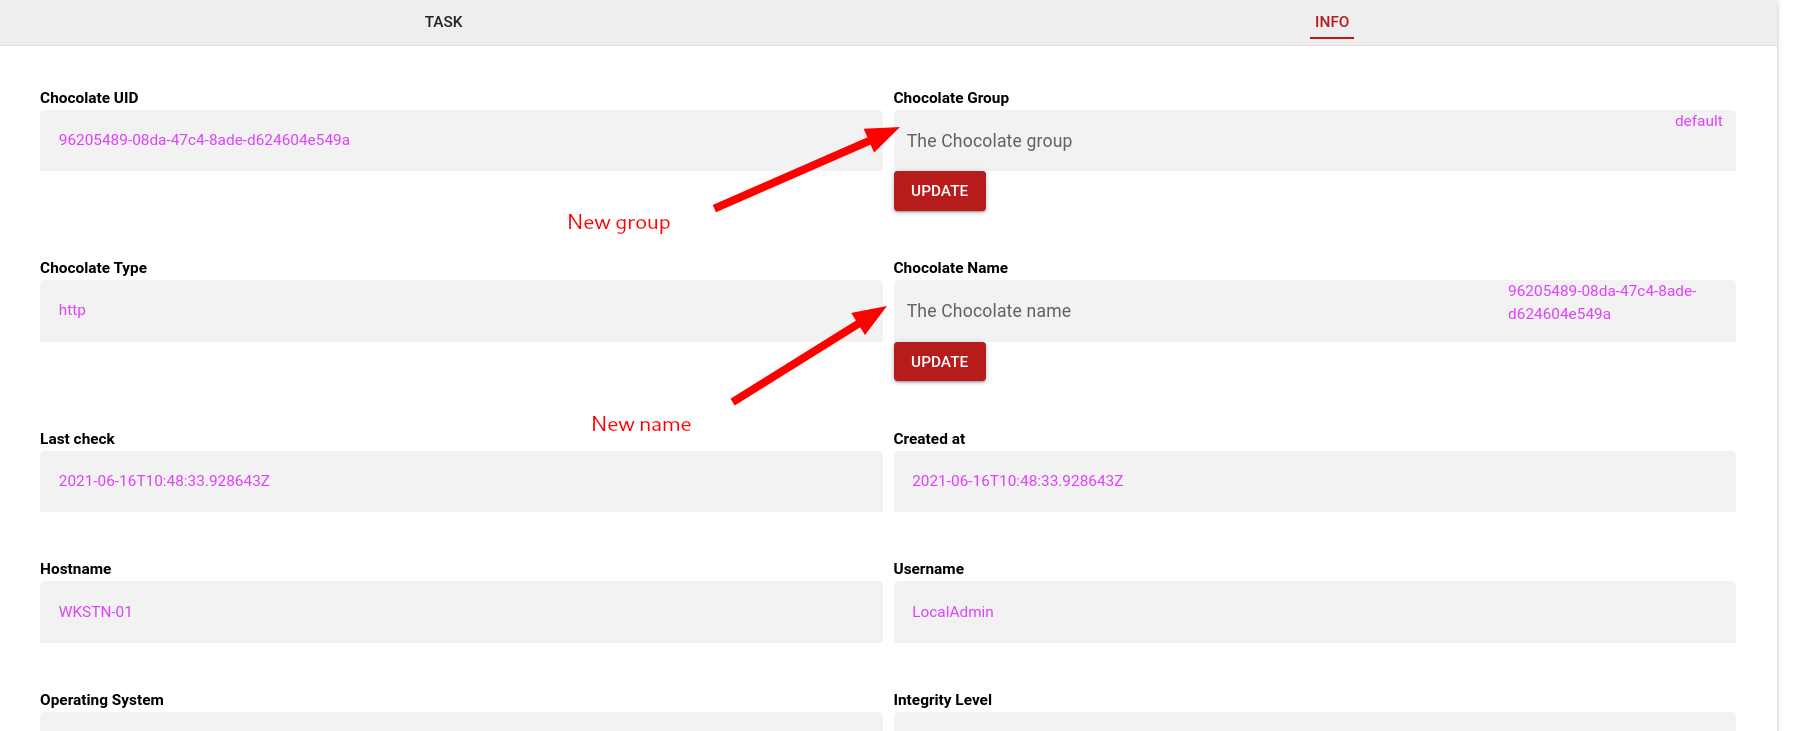 TASK
INFO
Chocolate UID
96205489-08da-47c4-8ade-d624604e549a
Chocolate Group
The Chocolate group
default
UPDATE
New group
Chocolate Type
http
Chocolate Name
The Chocolate name
96205489-08da-47c4-8ade-
d624604e549a
UPDATE
New name
Last check
2021-06-16T10:48:33.928643Z
Created at
2021-06-16T10:48:33.928643Z
Hostname
WKSTN-01
Username
LocalAdmin
Operating System
Integrity Level